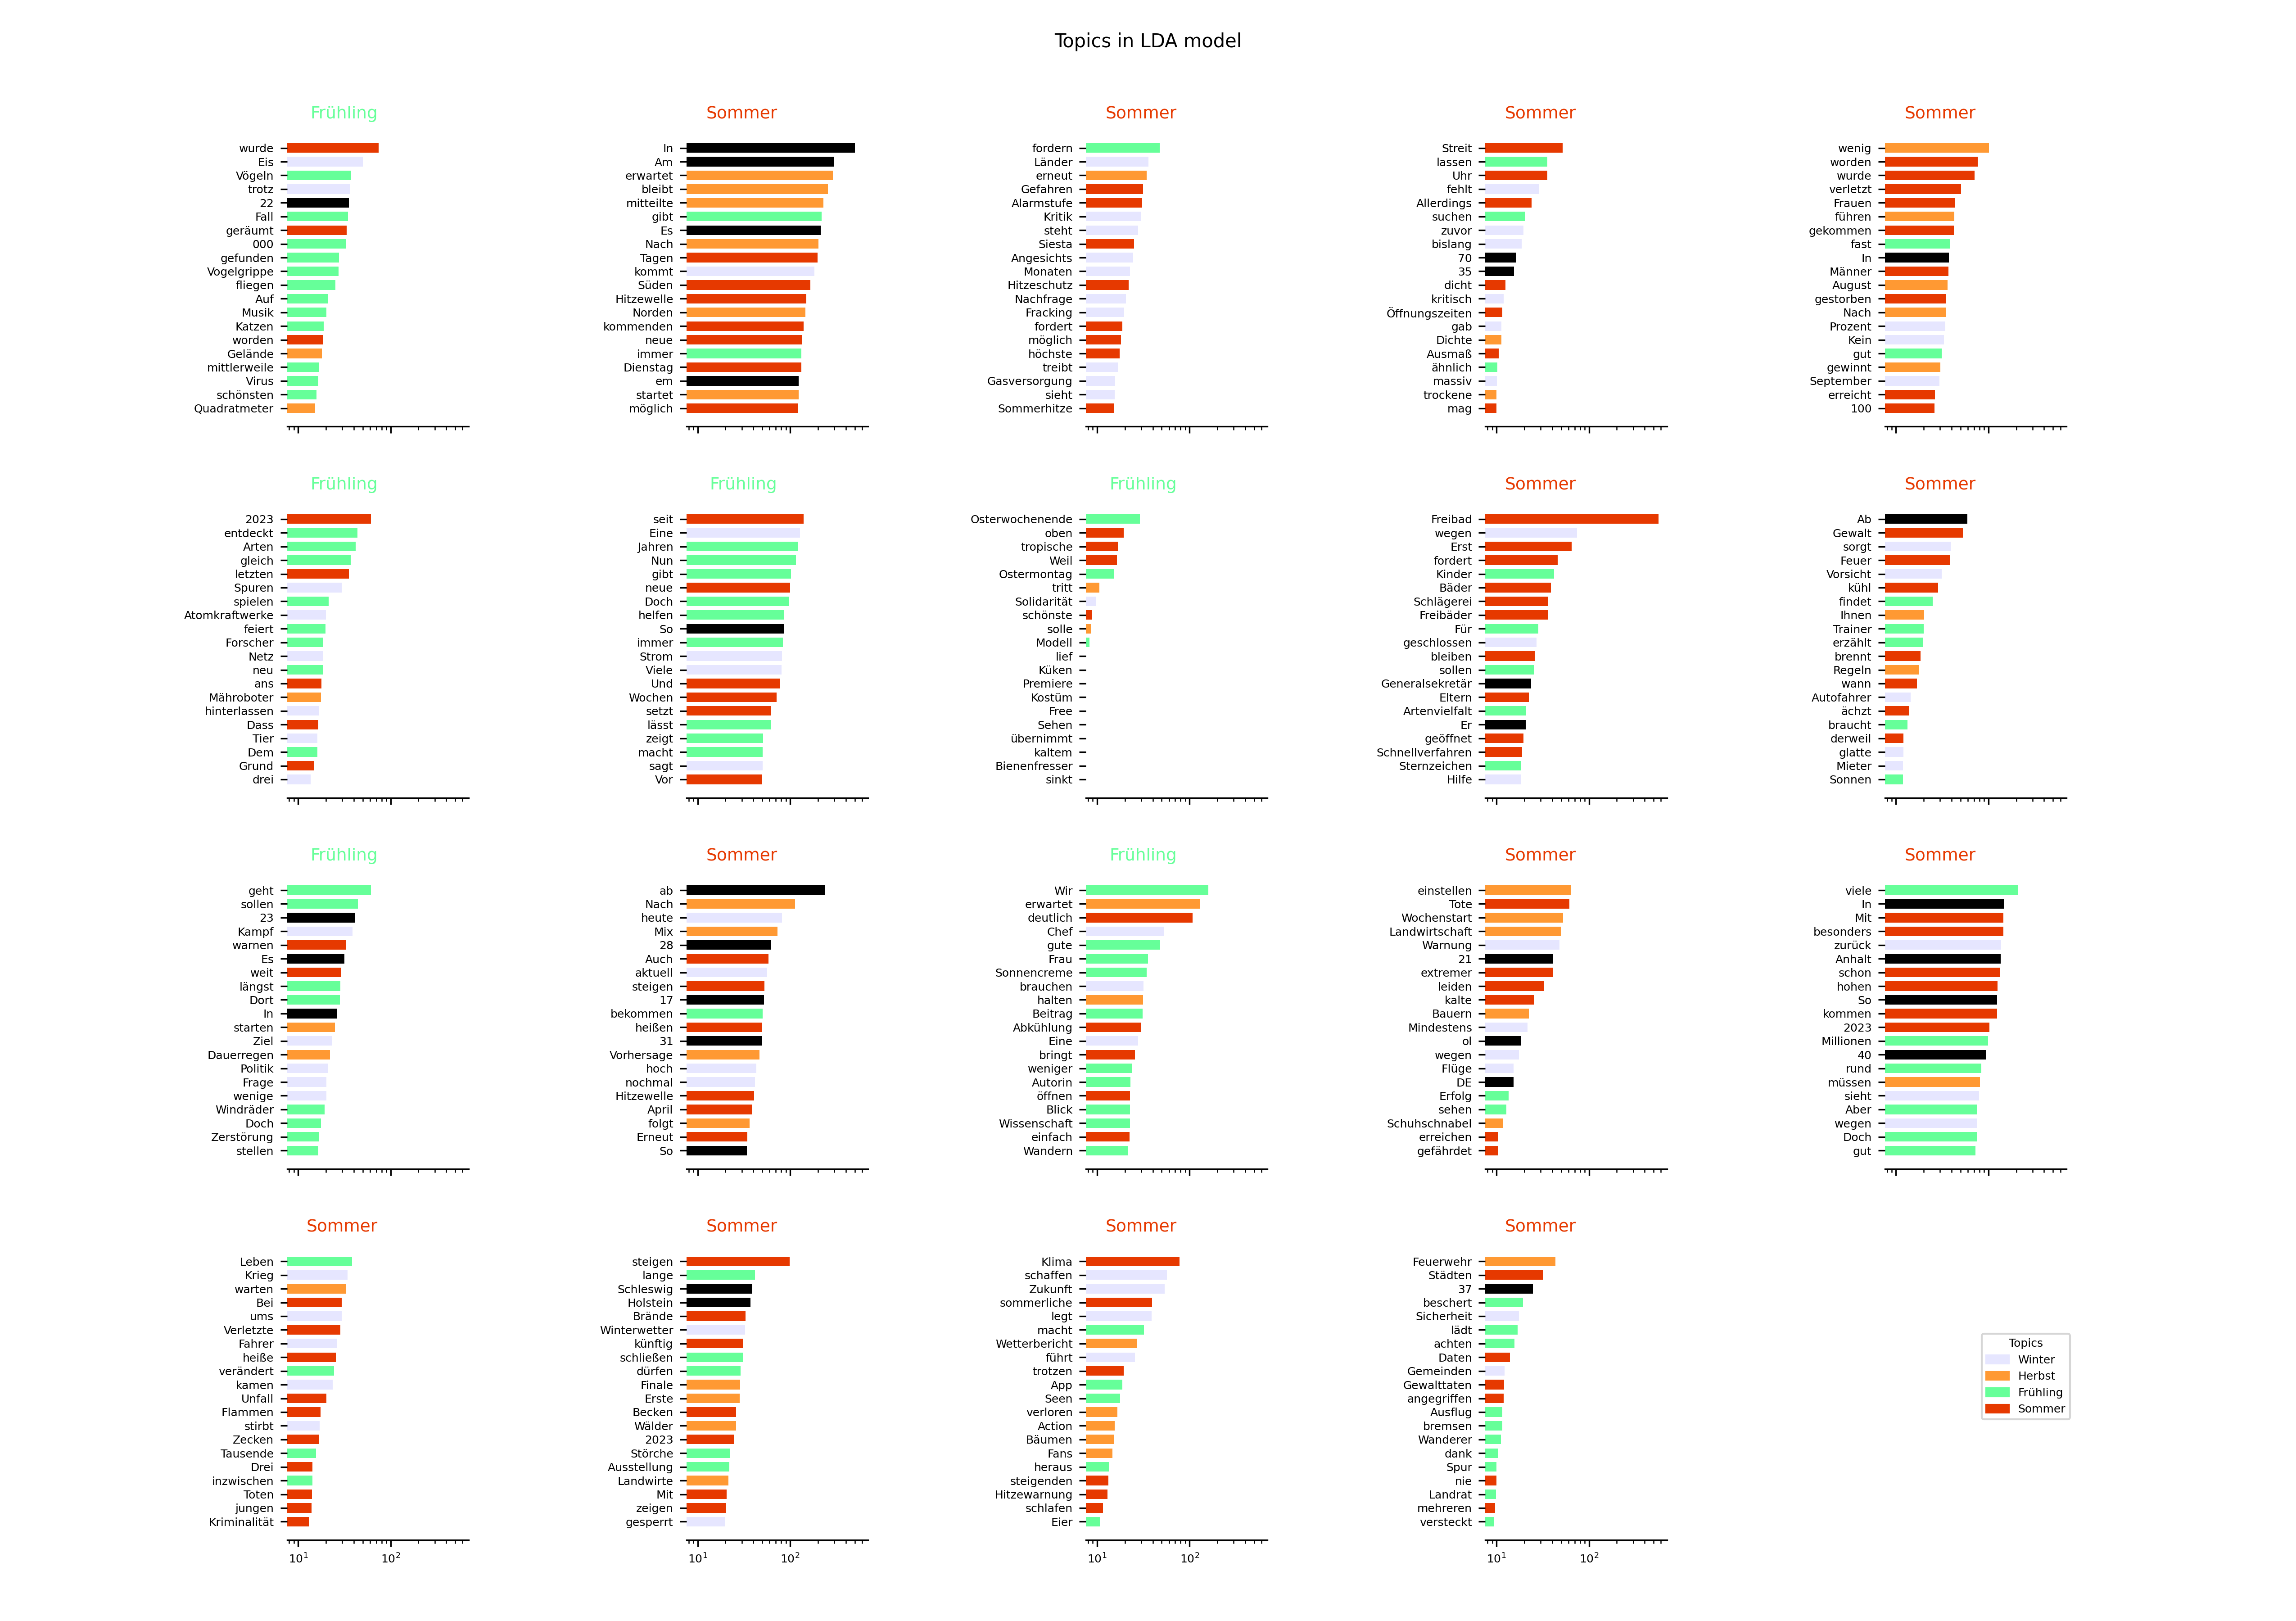 Topics in LDA model
Frühling
wurde
Eis
Vögeln
trotz
22
Fall
geräumt
000
gefunden
Vogelgrippe
fliegen
Auf
Musik
Katzen
worden
Gelände
mittlerweile
Virus
schönsten
Quadratmeter
Sommer
In
Am
erwartet
bleibt
mitteilte
gibt
Es
Nach
Tagen
kommt
Süden
Hitzewelle
Norden
kommenden
neue
immer
Dienstag
em
startet
möglich
Sommer
fordern
Länder
erneut
Gefahren
Alarmstufe
Kritik
steht
Siesta
Angesichts
Monaten
Hitzeschutz
Nachfrage
Fracking
fordert
möglich
höchste
treibt
Gasversorgung
sieht
Sommerhitze
Sommer
Streit
lassen
Uhr
fehlt
Allerdings
suchen
zuvor
bislang
70
35
dicht
kritisch
Öffnungszeiten
gab
Dichte
Ausmaß
ähnlich
massiv
trockene
mag
Sommer
wenig
worden
wurde
verletzt
Frauen
führen
gekommen
fast
In
Männer
August
gestorben
Nach
Prozent
Kein
gut
gewinnt
September
erreicht
100
Frühling
2023
entdeckt
Arten
gleich
letzten
Spuren
spielen
Atomkraftwerke
feiert
Forscher
Netz
neu
ans
Mähroboter
hinterlassen
Dass
Tier
Dem
Grund
drei
Frühling
seit
Eine
Jahren
Nun
gibt
neue
Doch
helfen
So
immer
Strom
Viele
Und
Wochen
setzt
lässt
zeigt
macht
sagt
Vor
Frühling
Osterwochenende
oben
tropische
Weil
Ostermontag
tritt
Solidarität
schönste
solle
Modell
lief
Küken
Premiere
Kostüm
Free
Sehen
übernimmt
kaltem
Bienenfresser
sinkt
Sommer
Freibad
wegen
Erst
fordert
Kinder
Bäder
Schlägerei
Freibäder
Für
geschlossen
bleiben
sollen
Generalsekretär
Eltern
Artenvielfalt
Er
geöffnet
Schnellverfahren
Sternzeichen
Hilfe
Sommer
Ab
Gewalt
sorgt
Feuer
Vorsicht
kühl
findet
Ihnen
Trainer
erzählt
brennt
Regeln
wann
Autofahrer
ächzt
braucht
derweil
glatte
Mieter
Sonnen
Frühling
geht
sollen
23
Kampf
warnen
Es
weit
längst
Dort
In
starten
Ziel
Dauerregen
Politik
Frage
wenige
Windräder
Doch
Zerstörung
stellen
Sommer
ab
Nach
heute
Mix
28
Auch
aktuell
steigen
17
bekommen
heißen
31
Vorhersage
hoch
nochmal
Hitzewelle
April
folgt
Erneut
So
Frühling
Wir
erwartet
deutlich
Chef
gute
Frau
Sonnencreme
brauchen
halten
Beitrag
Abkühlung
Eine
bringt
weniger
Autorin
öffnen
Blick
Wissenschaft
einfach
Wandern
Sommer
einstellen
Tote
Wochenstart
Landwirtschaft
Warnung
21
extremer
leiden
kalte
Bauern
Mindestens
ol
wegen
Flüge
DE
Erfolg
sehen
Schuhschnabel
erreichen
gefährdet
Sommer
viele
In
Mit
besonders
zurück
Anhalt
schon
hohen
So
kommen
2023
Millionen
40
rund
müssen
sieht
Aber
wegen
Doch
gut
Sommer
Leben
Krieg
warten
Bei
ums
Verletzte
Fahrer
heiße
verändert
kamen
Unfall
Flammen
stirbt
Zecken
Tausende
Drei
inzwischen
Toten
jungen
Kriminalität
10¹ 10²
Sommer
steigen
lange
Schleswig
Holstein
Brände
Winterwetter
künftig
schließen
dürfen
Finale
Erste
Becken
Wälder
2023
Störche
Ausstellung
Landwirte
Mit
zeigen
gesperrt
10¹ 10²
Sommer
Klima
schaffen
Zukunft
sommerliche
legt
macht
Wetterbericht
führt
trotzen
App
Seen
verloren
Action
Bäumen
Fans
heraus
steigenden
Hitzewarnung
schlafen
Eier
10¹ 10²
Sommer
Feuerwehr
Städten
37
beschert
Sicherheit
lädt
achten
Daten
Gemeinden
Gewalttaten
angegriffen
Ausflug
bremsen
Wanderer
dank
Spur
nie
Landrat
mehreren
versteckt
10¹ 10²
Topics
Winter
Herbst
Frühling
Sommer